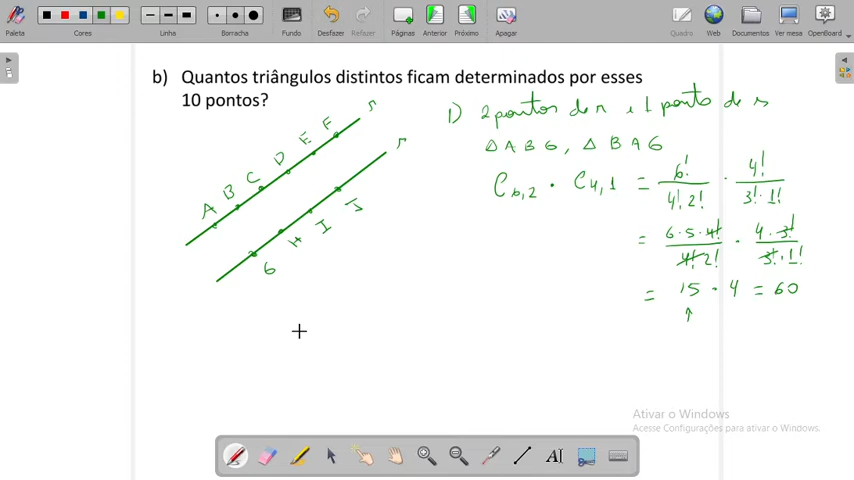 Paleta Cores Linha Borracha Fundo Desfazer Refazer Páginas Anterior Próximo Apagar Quadro Web Documentos Ver mesa OpenBoard
b) Quantos triângulos distintos ficam determinados por esses
10 pontos?
1) 2 pontos de r e 1 ponto de s
Δ A B G, Δ B A G
C6,2 · C4,1 = 6!/4!·2! · 4!/3!·1!
= 6·5·4!/4!2! · 4·3!/3!·1!
= 15 · 4 = 60
A B C D E F
G H I J
Ativar o Windows
Acesse Configurações para ativar o Windows.